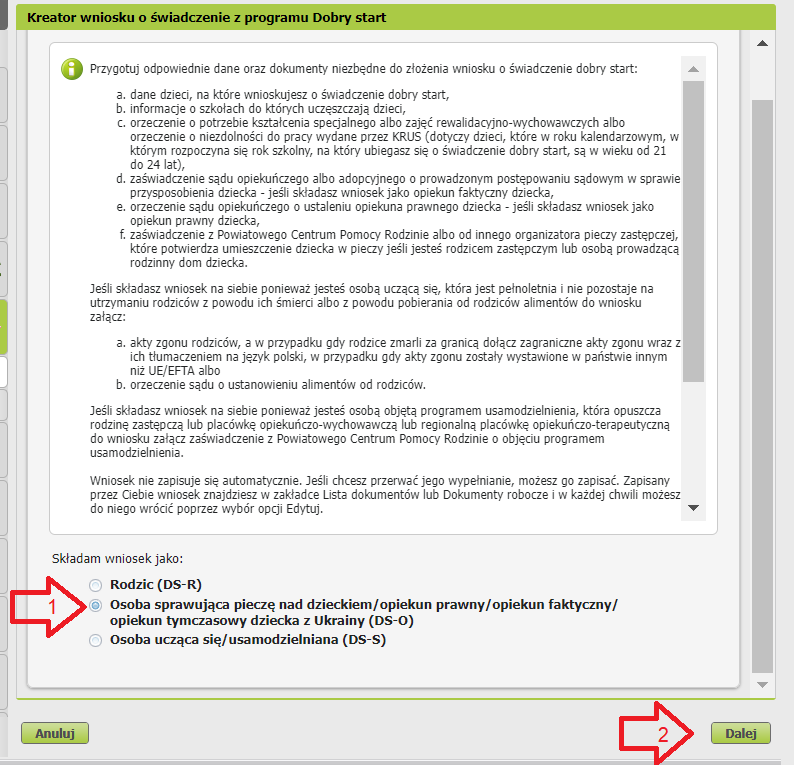 Kreator wniosku o świadczenie z programu Dobry start
Przygotuj odpowiednie dane oraz dokumenty niezbędne do złożenia wniosku o świadczenie dobry start:
a. dane dzieci, na które wnioskujesz o świadczenie dobry start,
b. informacje o szkołach do których uczęszczają dzieci,
c. orzeczenie o potrzebie kształcenia specjalnego albo zajęć rewalidacyjno-wychowawczych albo
orzeczenie o niezdolności do pracy wydane przez KRUS (dotyczy dzieci, które w roku kalendarzowym, w
którym rozpoczyna się rok szkolny, na który ubiegasz się o świadczenie dobry start, są w wieku od 21
do 24 lat),
d. zaświadczenie sądu opiekuńczego albo adopcyjnego o prowadzonym postępowaniu sądowym w sprawie
przysposobienia dziecka - jeśli składasz wniosek jako opiekun faktyczny dziecka,
e. orzeczenie sądu opiekuńczego o ustaleniu opiekuna prawnego dziecka - jeśli składasz wniosek jako
opiekun prawny dziecka,
f. zaświadczenie z Powiatowego Centrum Pomocy Rodzinie albo od innego organizatora pieczy zastępczej,
które potwierdza umieszczenie dziecka w pieczy jeśli jesteś rodzicem zastępczym lub osobą prowadzącą
rodzinny dom dziecka.
Jeśli składasz wniosek na siebie ponieważ jesteś osobą uczącą się, która jest pełnoletnia i nie pozostaje na
utrzymaniu rodziców z powodu ich śmierci albo z powodu pobierania od rodziców alimentów do wniosku
załącz:
a. akty zgonu rodziców, a w przypadku gdy rodzice zmarli za granicą dołącz zagraniczne akty zgonu wraz z
ich tłumaczeniem na język polski, w przypadku gdy akty zgonu zostały wystawione w państwie innym
niż UE/EFTA albo
b. orzeczenie sądu o ustanowieniu alimentów od rodziców.
Jeśli składasz wniosek na siebie ponieważ jesteś osobą objętą programem usamodzielnienia, która opuszcza
rodzinę zastępczą lub placówkę opiekuńczo-wychowawczą lub regionalną placówkę opiekuńczo-terapeutyczną
do wniosku załącz zaświadczenie z Powiatowego Centrum Pomocy Rodzinie o objęciu programem
usamodzielnienia.
Wniosek nie zapisuje się automatycznie. Jeśli chcesz przerwać jego wypełnianie, możesz go zapisać. Zapisany
przez Ciebie wniosek znajdziesz w zakładce Lista dokumentów lub Dokumenty robocze i w każdej chwili możesz
do niego wrócić poprzez wybór opcji Edytuj.
Składam wniosek jako:
Rodzic (DS-R)
1 Osoba sprawująca pieczę nad dzieckiem/opiekun prawny/opiekun faktyczny/
opiekun tymczasowy dziecka z Ukrainy (DS-O)
Osoba ucząca się/usamodzielniana (DS-S)
Anuluj 2 Dalej